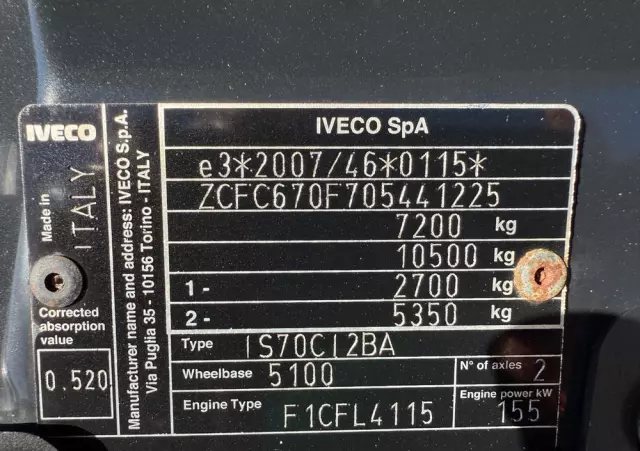 IVECO
Made in
ITALY
Corrected
absorption
value
0.520
Manufacturer name and address: IVECO S.p.A.
Via Puglia 35 - 10156 Torino - ITALY
IVECO SpA
e3*2007/46*0115*
ZCFC670F705441225
7200 kg
10500 kg
1- 2700 kg
2- 5350 kg
Type IS70CI2BA
Wheelbase 5100
N° of axles 2
Engine Type F1CFL4115
Engine power kW 155